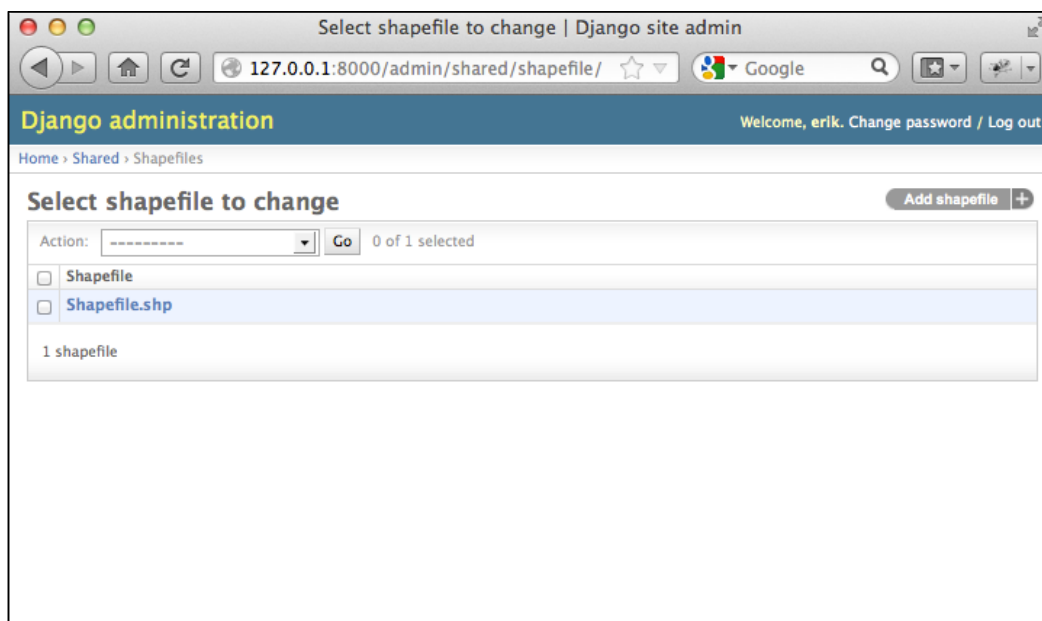 Select shapefile to change | Django site admin
127.0.0.1:8000/admin/shared/shapefile/ Google
Django administration Welcome, erik. Change password / Log out
Home › Shared › Shapefiles
Select shapefile to change Add shapefile +
Action: --------- Go 0 of 1 selected
Shapefile
Shapefile.shp
1 shapefile